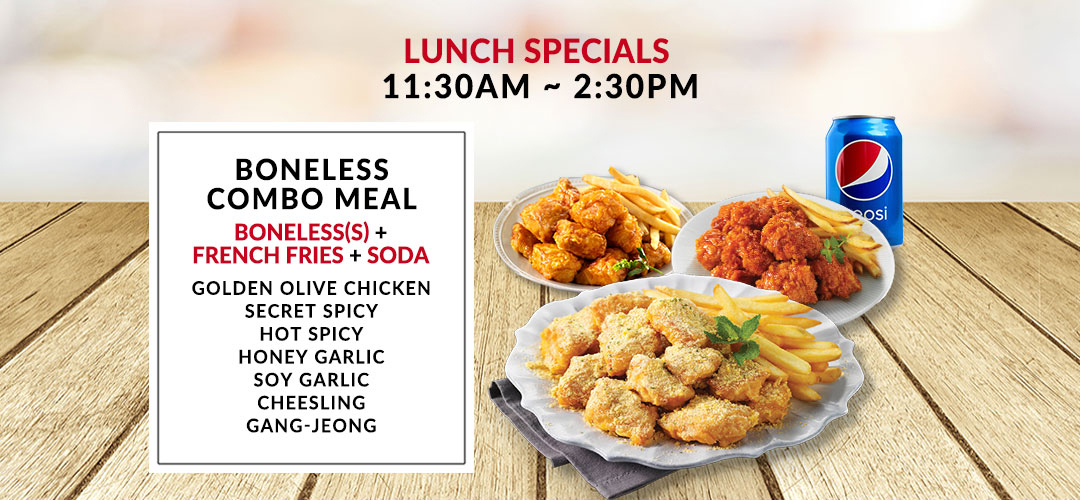 LUNCH SPECIALS
11:30AM ~ 2:30PM
BONELESS
COMBO MEAL
BONELESS(S) +
FRENCH FRIES + SODA
GOLDEN OLIVE CHICKEN
SECRET SPICY
HOT SPICY
HONEY GARLIC
SOY GARLIC
CHEESLING
GANG-JEONG